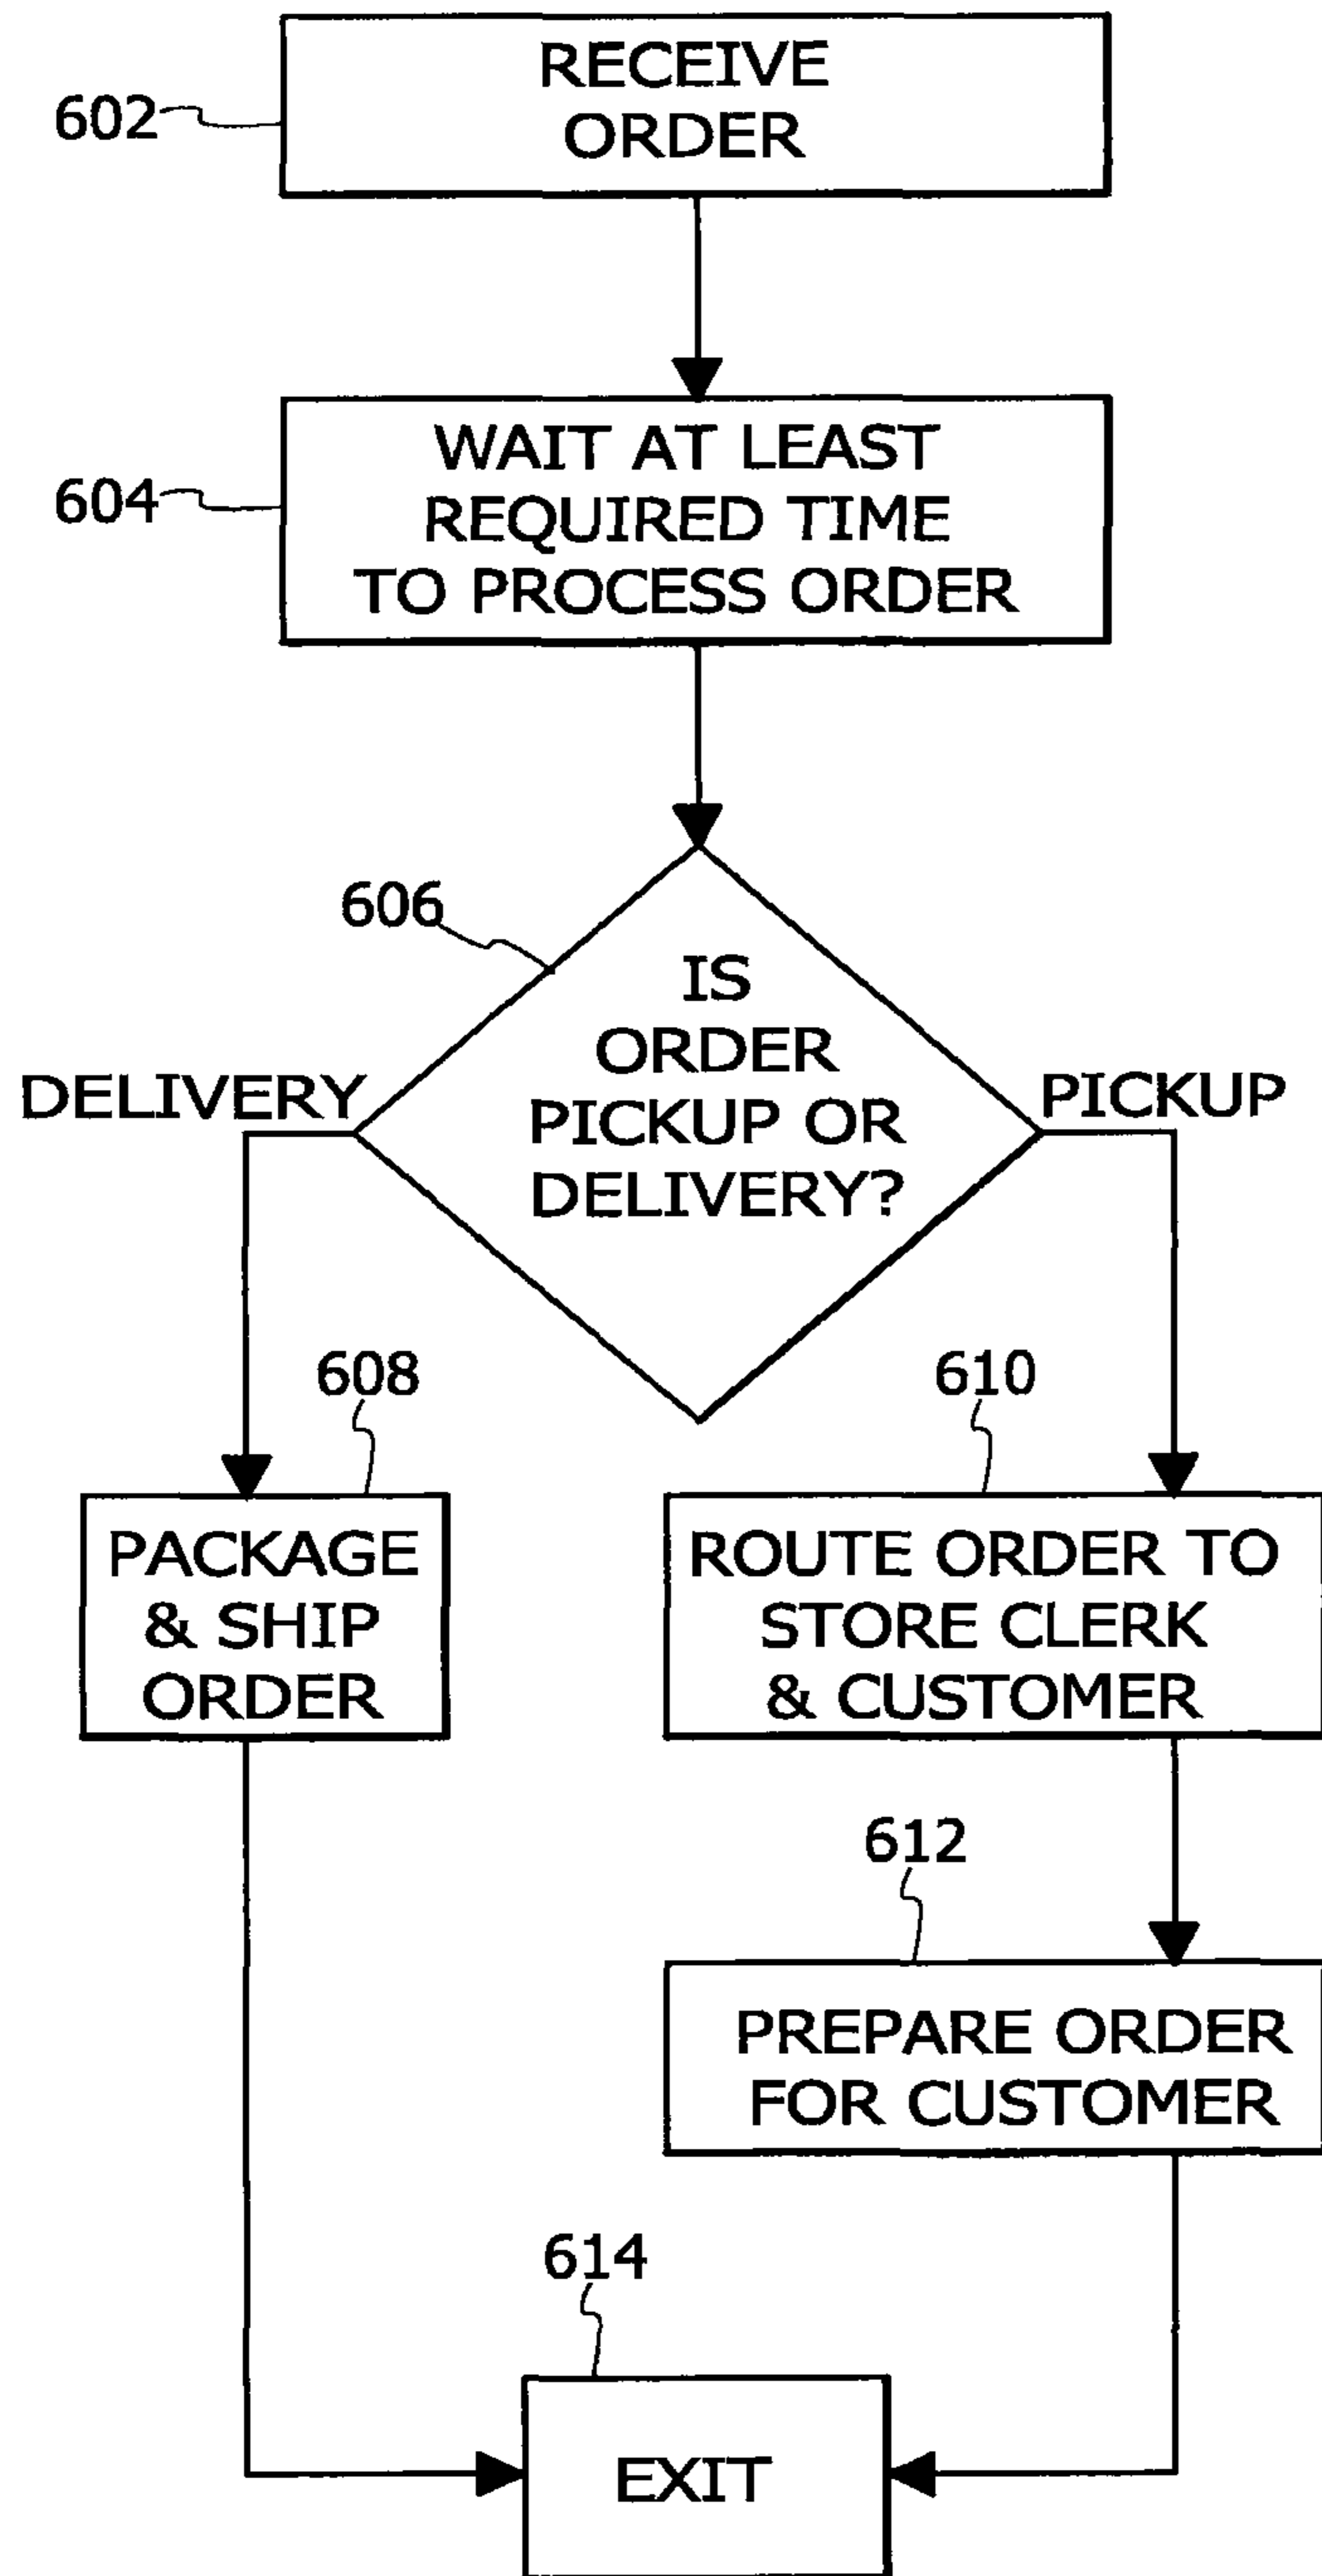 RECEIVE
ORDER
602
WAIT AT LEAST
REQUIRED TIME
TO PROCESS ORDER
604
606
IS
ORDER
PICKUP OR
DELIVERY?
DELIVERY
PICKUP
608
PACKAGE
& SHIP
ORDER
610
ROUTE ORDER TO
STORE CLERK
& CUSTOMER
612
PREPARE ORDER
FOR CUSTOMER
614
EXIT